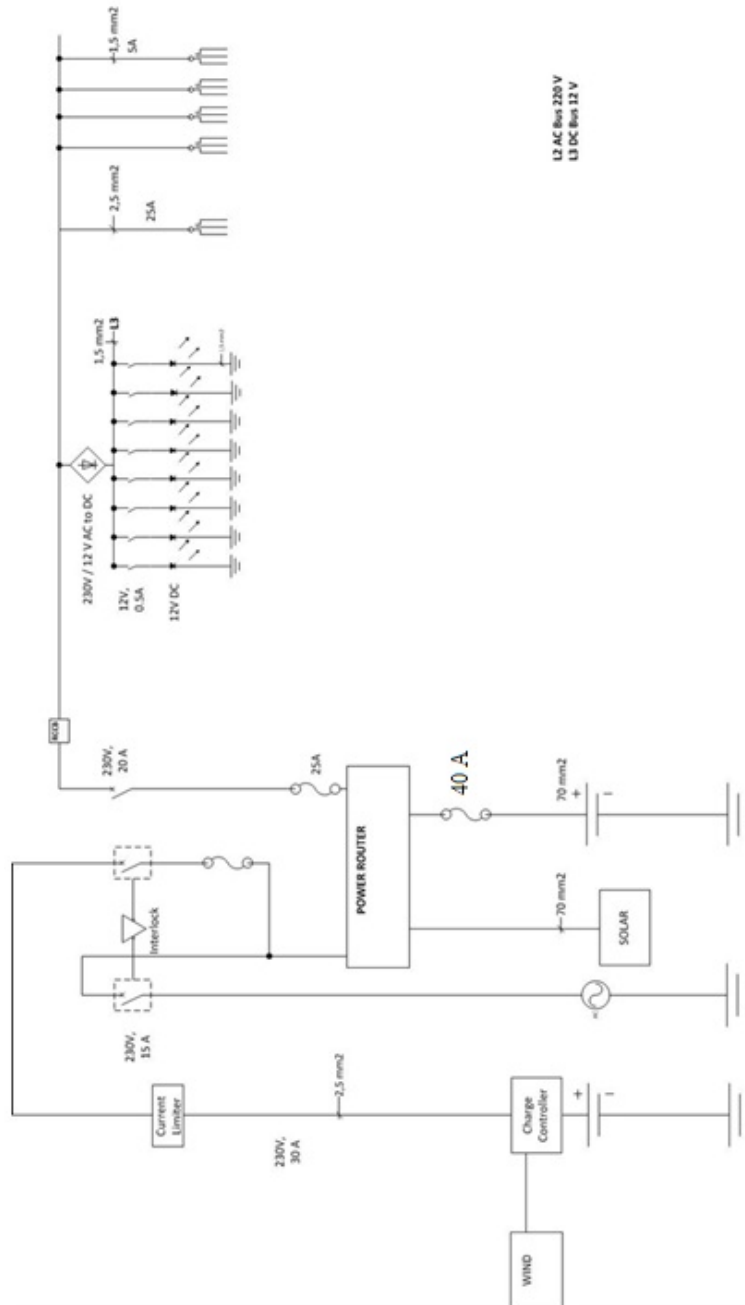 WIND
Charge
Controller
2,5 mm2
230V,
30 A
Current
Limiter
230V,
15 A
Interlock
AC
SOLAR
70 mm2
POWER ROUTER
+
–
70 mm2
+
–
40 A
25A
230V,
20 A
RCCB
230V / 12 V AC to DC
12V,
0.5A
12V DC
1,5 mm2
L3
2,5 mm2
25A
1,5 mm2
5A
L2 AC Bus 220 V
L3 DC Bus 12 V